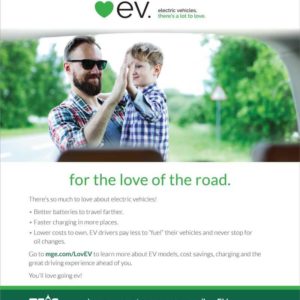 ev.
electric vehicles.
there's a lot to love.
for the love of the road.
There's so much to love about electric vehicles!
• Better batteries to travel farther.
• Faster charging in more places.
• Lower costs to own. EV drivers pay less to "fuel" their vehicles and never stop for
oil changes.
Go to mge.com/LovEV to learn more about EV models, cost savings, charging and the
great driving experience ahead of you.
You'll love going ev!